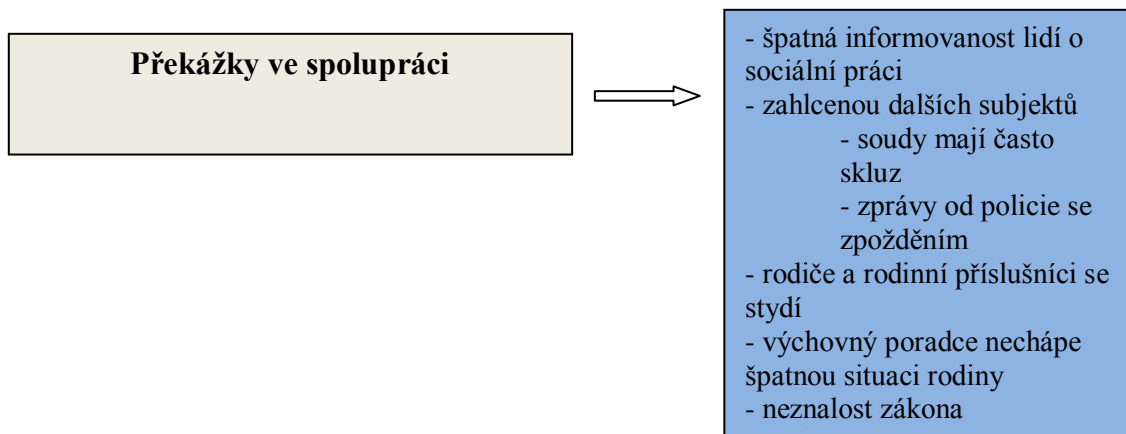 Překážky ve spolupráci
- špatná informovanost lidí o
sociální práci
- zahlcenou dalších subjektů
- soudy mají často
skluz
- zprávy od policie se
zpožděním
- rodiče a rodinní příslušníci se
stydí
- výchovný poradce nechápe
špatnou situaci rodiny
- neznalost zákona